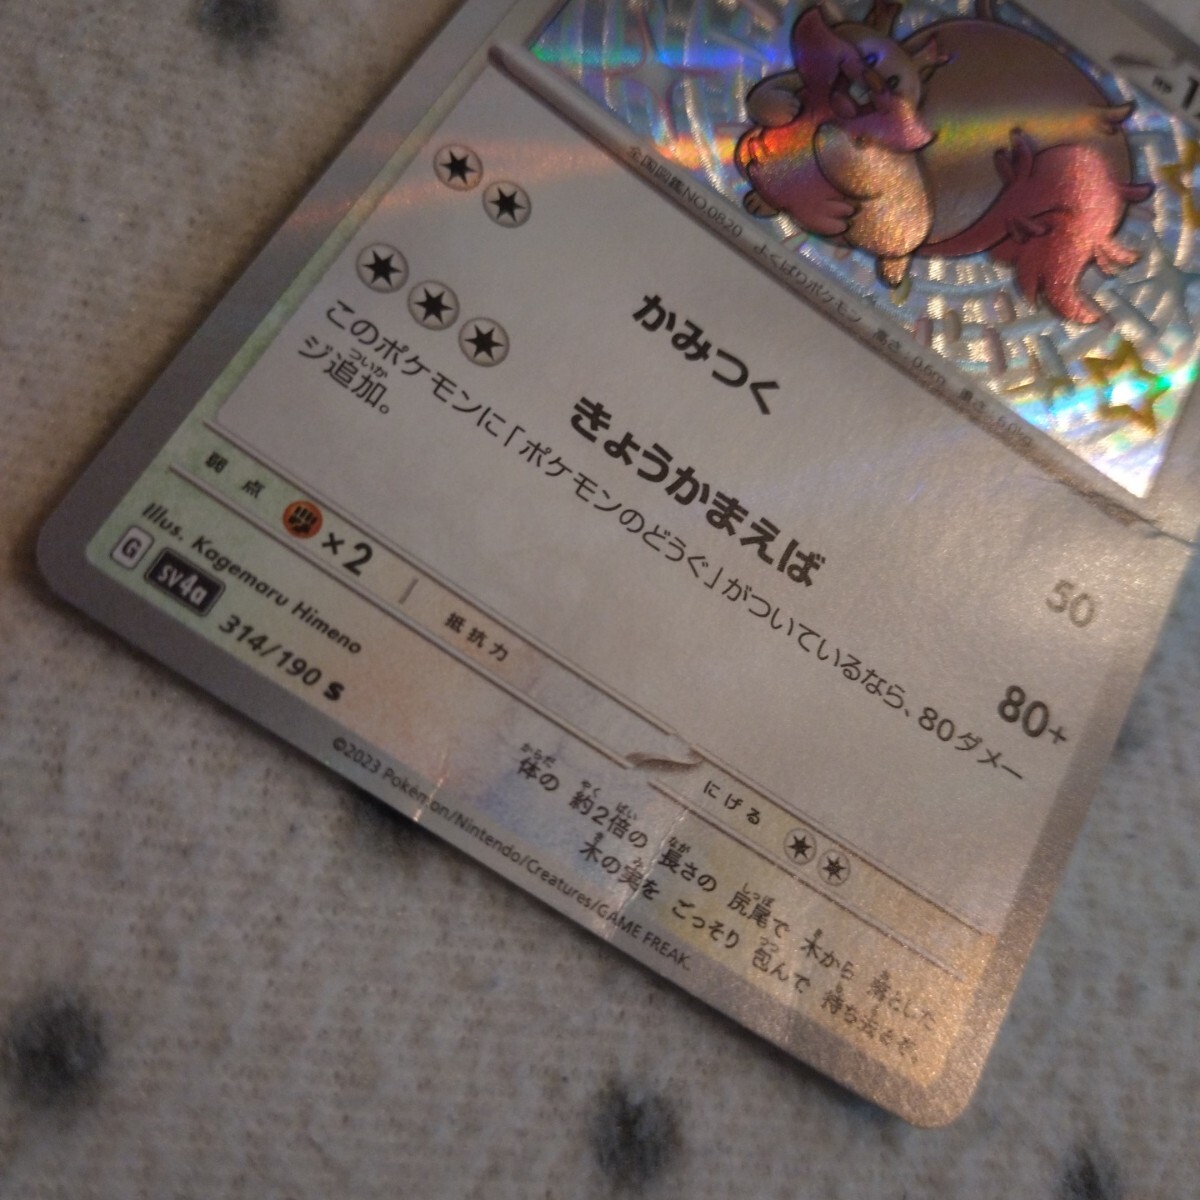 全国図鑑NO.0820 よくばりポケモン 高さ:0.6m 重さ:6.0kg
かみつく 50
きょうかまえば 80+
このポケモンに「ポケモンのどうぐ」がついているなら、80ダメー
ジ追加。
弱点 ×2 抵抗力 にげる
Illus. Kagemaru Himeno
G SV4a 314/190 S
体の 約2倍の 長さの 尻尾で 木から 落とした
木の実を ごっそり 包んで 持ち去るぞ。
©2023 Pokémon/Nintendo/Creatures/GAME FREAK.